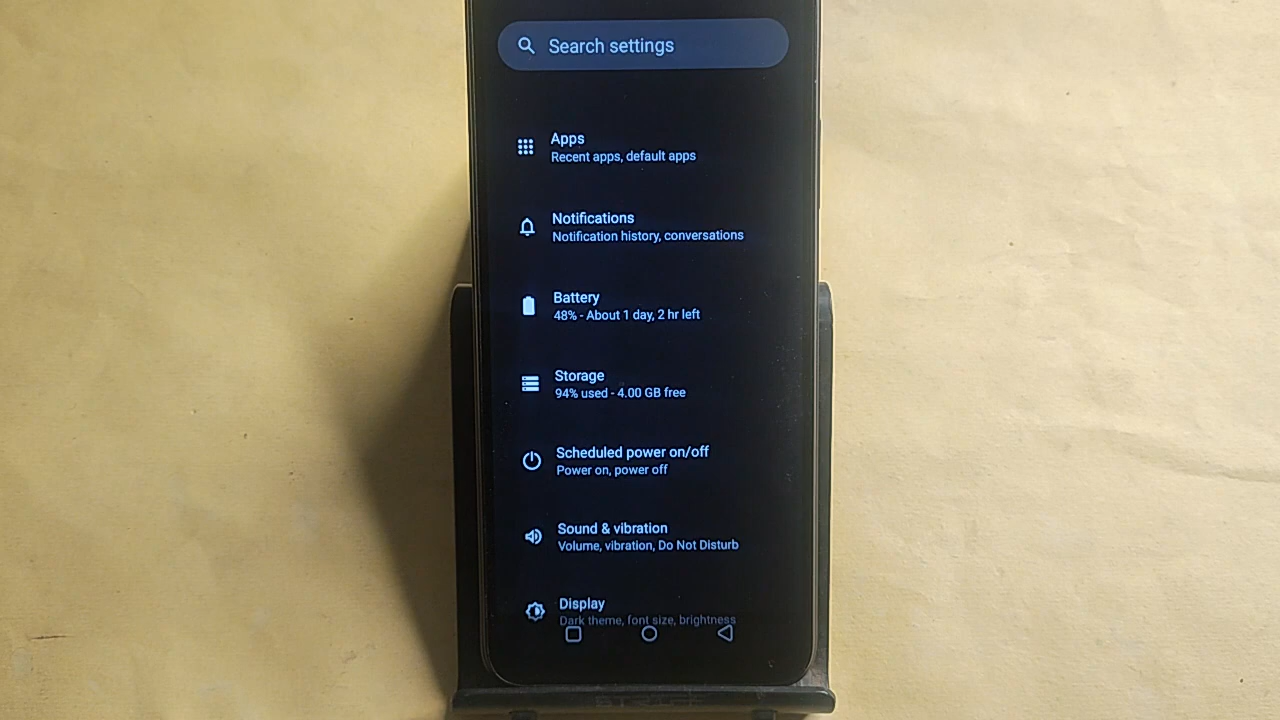 Search settings
Apps
Recent apps, default apps
Notifications
Notification history, conversations
Battery
48% - About 1 day, 2 hr left
Storage
94% used - 4.00 GB free
Scheduled power on/off
Power on, power off
Sound & vibration
Volume, vibration, Do Not Disturb
Display
Dark theme, font size, brightness